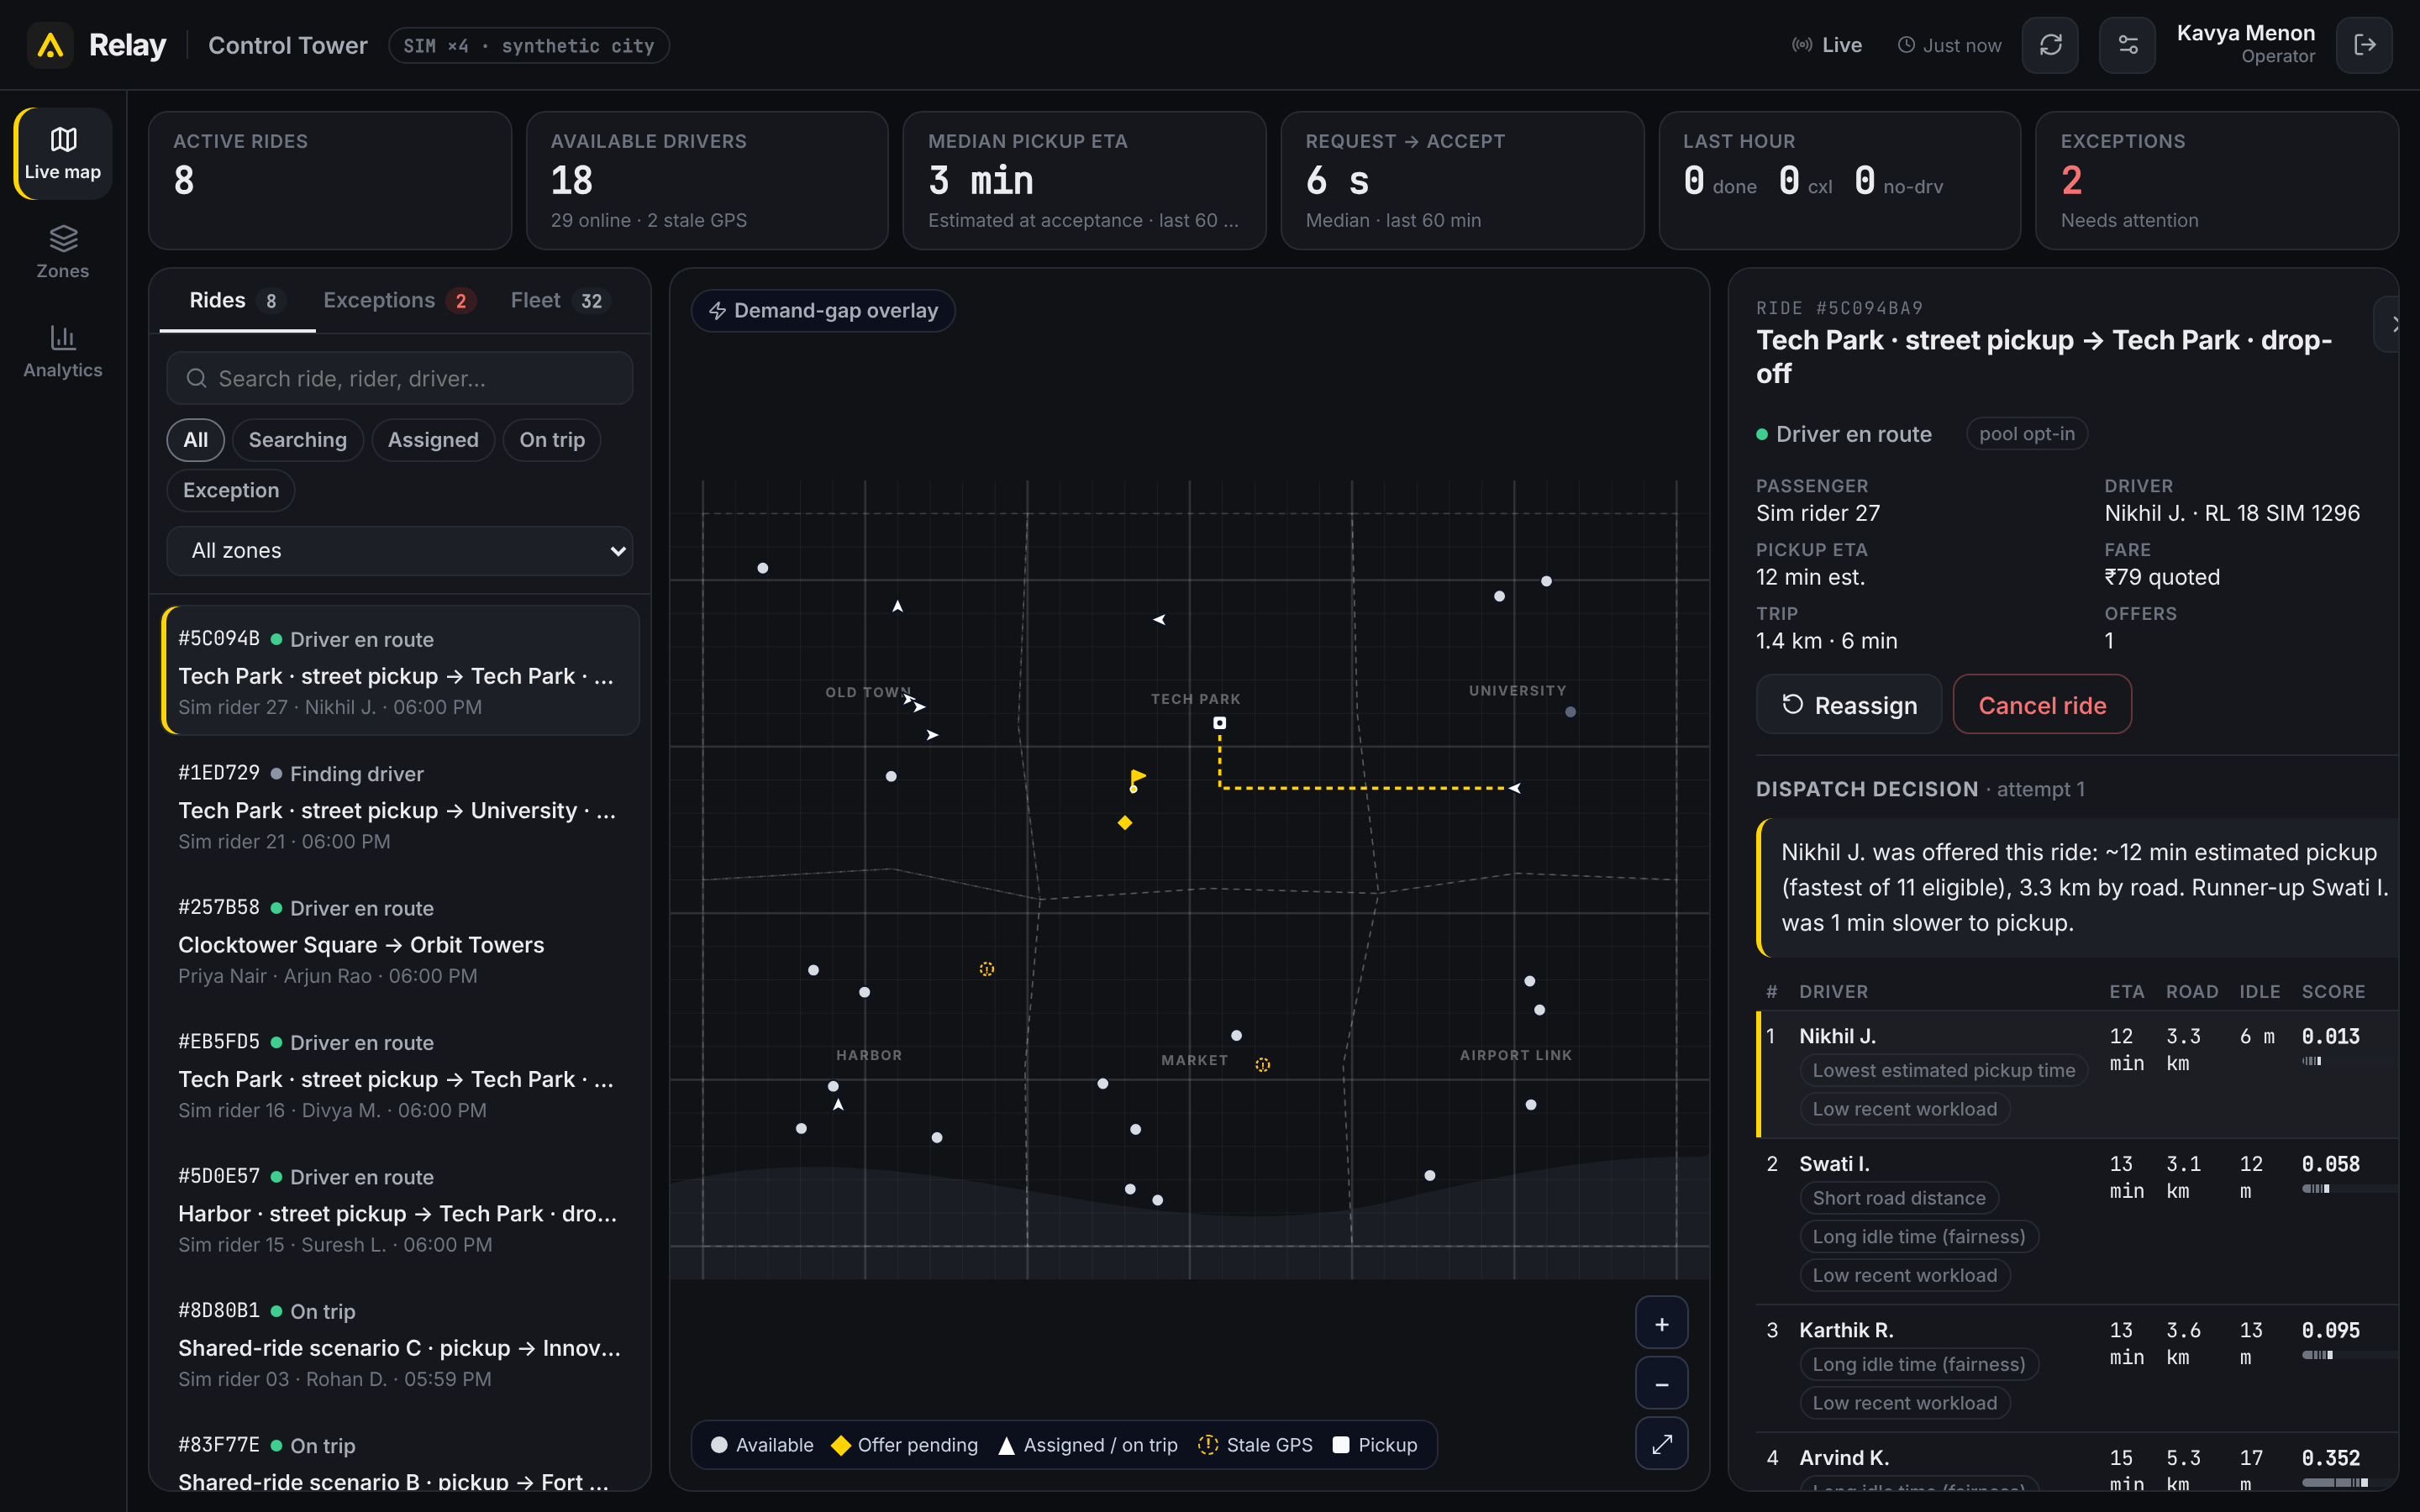 Relay
Control Tower
SIM ×4 · synthetic city
Live
Just now
Kavya Menon
Operator
Live map
Zones
Analytics
ACTIVE RIDES
8
AVAILABLE DRIVERS
18
29 online · 2 stale GPS
MEDIAN PICKUP ETA
3 min
Estimated at acceptance · last 60 ...
REQUEST → ACCEPT
6 s
Median · last 60 min
LAST HOUR
0 done 0 cxl 0 no-drv
EXCEPTIONS
2
Needs attention
Rides 8
Exceptions 2
Fleet 32
Search ride, rider, driver...
All
Searching
Assigned
On trip
Exception
All zones
#5C094B Driver en route
Tech Park · street pickup → Tech Park · ...
Sim rider 27 · Nikhil J. · 06:00 PM
#1ED729 Finding driver
Tech Park · street pickup → University · ...
Sim rider 21 · 06:00 PM
#257B58 Driver en route
Clocktower Square → Orbit Towers
Priya Nair · Arjun Rao · 06:00 PM
#EB5FD5 Driver en route
Tech Park · street pickup → Tech Park · ...
Sim rider 16 · Divya M. · 06:00 PM
#5D0E57 Driver en route
Harbor · street pickup → Tech Park · dro...
Sim rider 15 · Suresh L. · 06:00 PM
#8D80B1 On trip
Shared-ride scenario C · pickup → Innov...
Sim rider 03 · Rohan D. · 05:59 PM
#83F77E On trip
Shared-ride scenario B · pickup → Fort ...
Demand-gap overlay
OLD TOWN
TECH PARK
UNIVERSITY
HARBOR
MARKET
AIRPORT LINK
+
−
Available
Offer pending
Assigned / on trip
Stale GPS
Pickup
RIDE #5C094BA9
Tech Park · street pickup → Tech Park · drop-
off
Driver en route
pool opt-in
PASSENGER
Sim rider 27
DRIVER
Nikhil J. · RL 18 SIM 1296
PICKUP ETA
12 min est.
FARE
₹79 quoted
TRIP
1.4 km · 6 min
OFFERS
1
Reassign
Cancel ride
DISPATCH DECISION · attempt 1
Nikhil J. was offered this ride: ~12 min estimated pickup
(fastest of 11 eligible), 3.3 km by road. Runner-up Swati I.
was 1 min slower to pickup.
# DRIVER ETA ROAD IDLE SCORE
1 Nikhil J. 12 3.3 6 m 0.013
min km
Lowest estimated pickup time
Low recent workload
2 Swati I. 13 3.1 12 0.058
min km m
Short road distance
Long idle time (fairness)
Low recent workload
3 Karthik R. 13 3.6 13 0.095
min km m
Long idle time (fairness)
Low recent workload
4 Arvind K. 15 5.3 17 0.352
min km m
Long idle time (fairness)